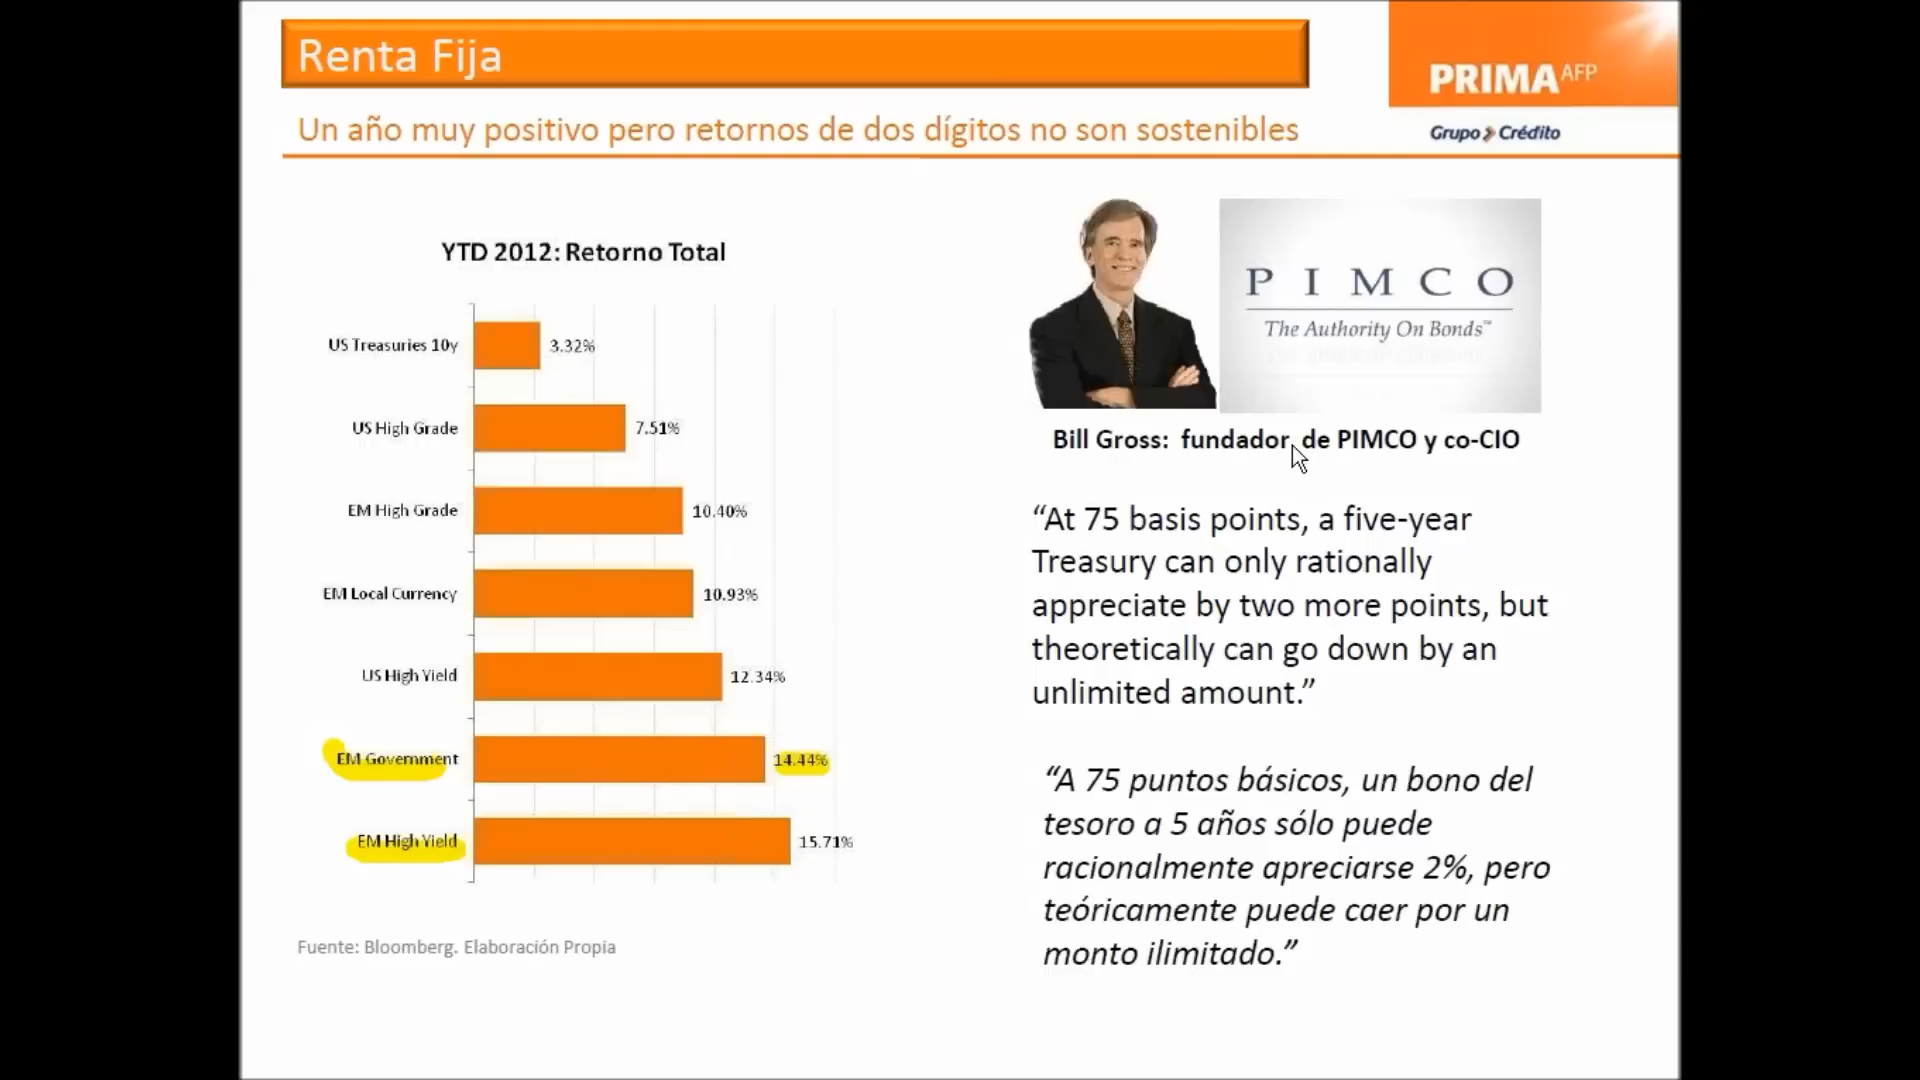 Renta Fija
PRIMA AFP
Grupo Crédito
Un año muy positivo pero retornos de dos dígitos no son sostenibles
YTD 2012: Retorno Total
US Treasuries 10y 3.32%
US High Grade 7.51%
EM High Grade 10.40%
EM Local Currency 10.93%
US High Yield 12.34%
EM Government 14.44%
EM High Yield 15.71%
Fuente: Bloomberg. Elaboración Propia
PIMCO
The Authority On Bonds™
Bill Gross: fundador de PIMCO y co-CIO
“At 75 basis points, a five-year
Treasury can only rationally
appreciate by two more points, but
theoretically can go down by an
unlimited amount.”
“A 75 puntos básicos, un bono del
tesoro a 5 años sólo puede
racionalmente apreciarse 2%, pero
teóricamente puede caer por un
monto ilimitado.”